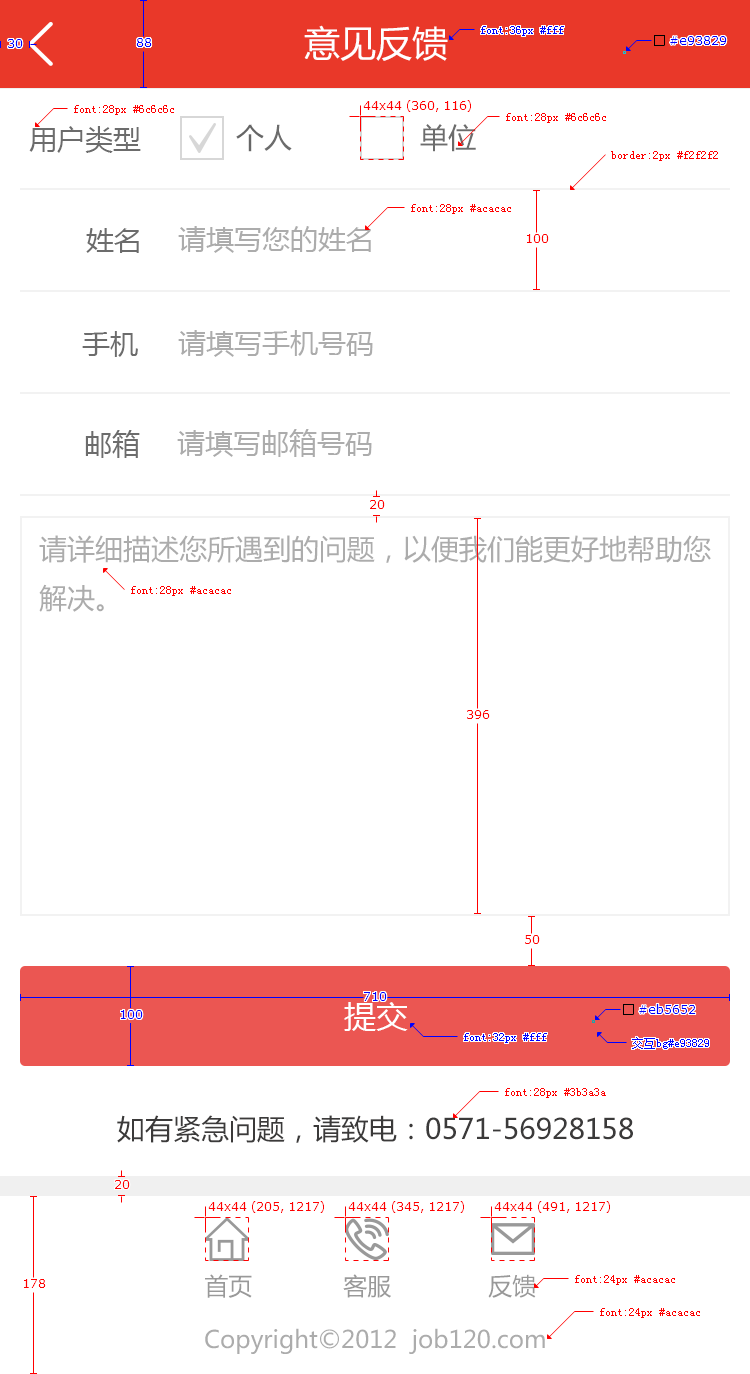 30
88
意见反馈
font:36px #fff
#e93829
font:28px #6c6c6c
44x44 (360, 116)
font:28px #6c6c6c
用户类型 个人 单位
border:2px #f2f2f2
font:28px #acacac
姓名 请填写您的姓名
100
手机 请填写手机号码
邮箱 请填写邮箱号码
20
请详细描述您所遇到的问题，以便我们能更好地帮助您
解决。
font:28px #acacac
396
50
710
100
提交
#eb5652
font:32px #fff
交互bg#e93829
font:28px #3b3a3a
如有紧急问题，请致电：0571-56928158
20
44x44 (205, 1217)
44x44 (345, 1217)
44x44 (491, 1217)
178
首页 客服 反馈
font:24px #acacac
font:24px #acacac
Copyright©2012 job120.com